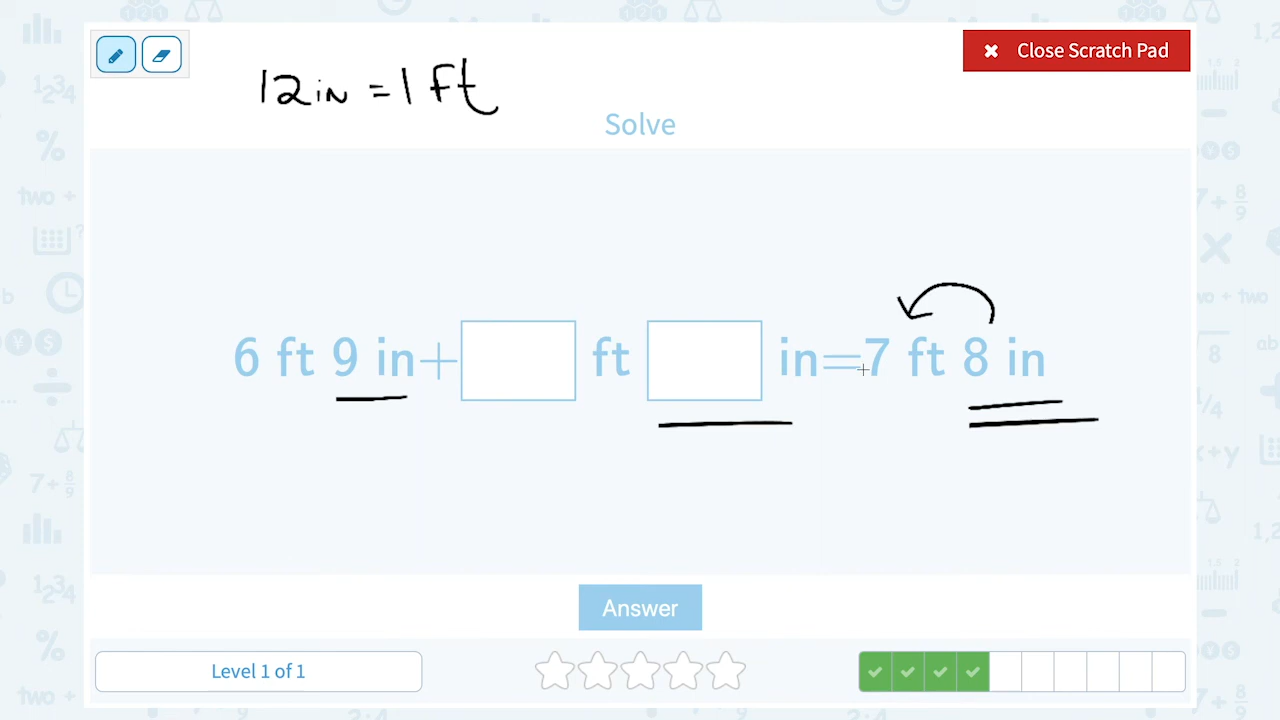 12in = 1 ft
✖ Close Scratch Pad
Solve
6 ft 9 in+ ft in=7 ft 8 in
Answer
Level 1 of 1